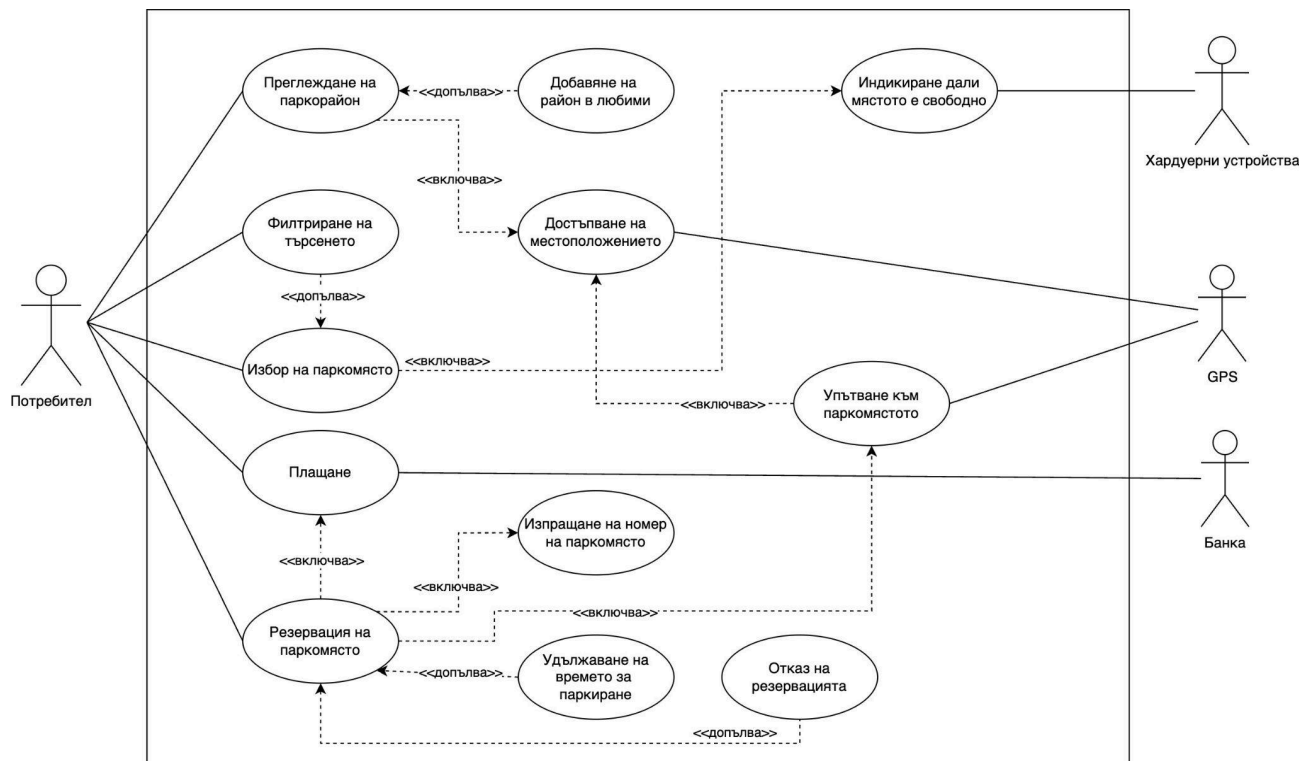 Преглеждане на
паркорайон
<<допълва>>
Добавяне на
район в любими
Индикиране дали
мястото е свободно
Хардуерни устройства
<<включва>>
Филтриране на
търсенето
Достъпване на
местоположението
<<допълва>>
Потребител
Избор на паркомясто
<<включва>>
GPS
<<включва>>
Упътване към
паркомястото
Плащане
Банка
Изпращане на номер
на паркомясто
<<включва>>
<<включва>>
<<включва>>
Резервация на
паркомясто
<<допълва>>
Удължаване на
времето за
паркиране
Отказ на
резервацията
<<допълва>>